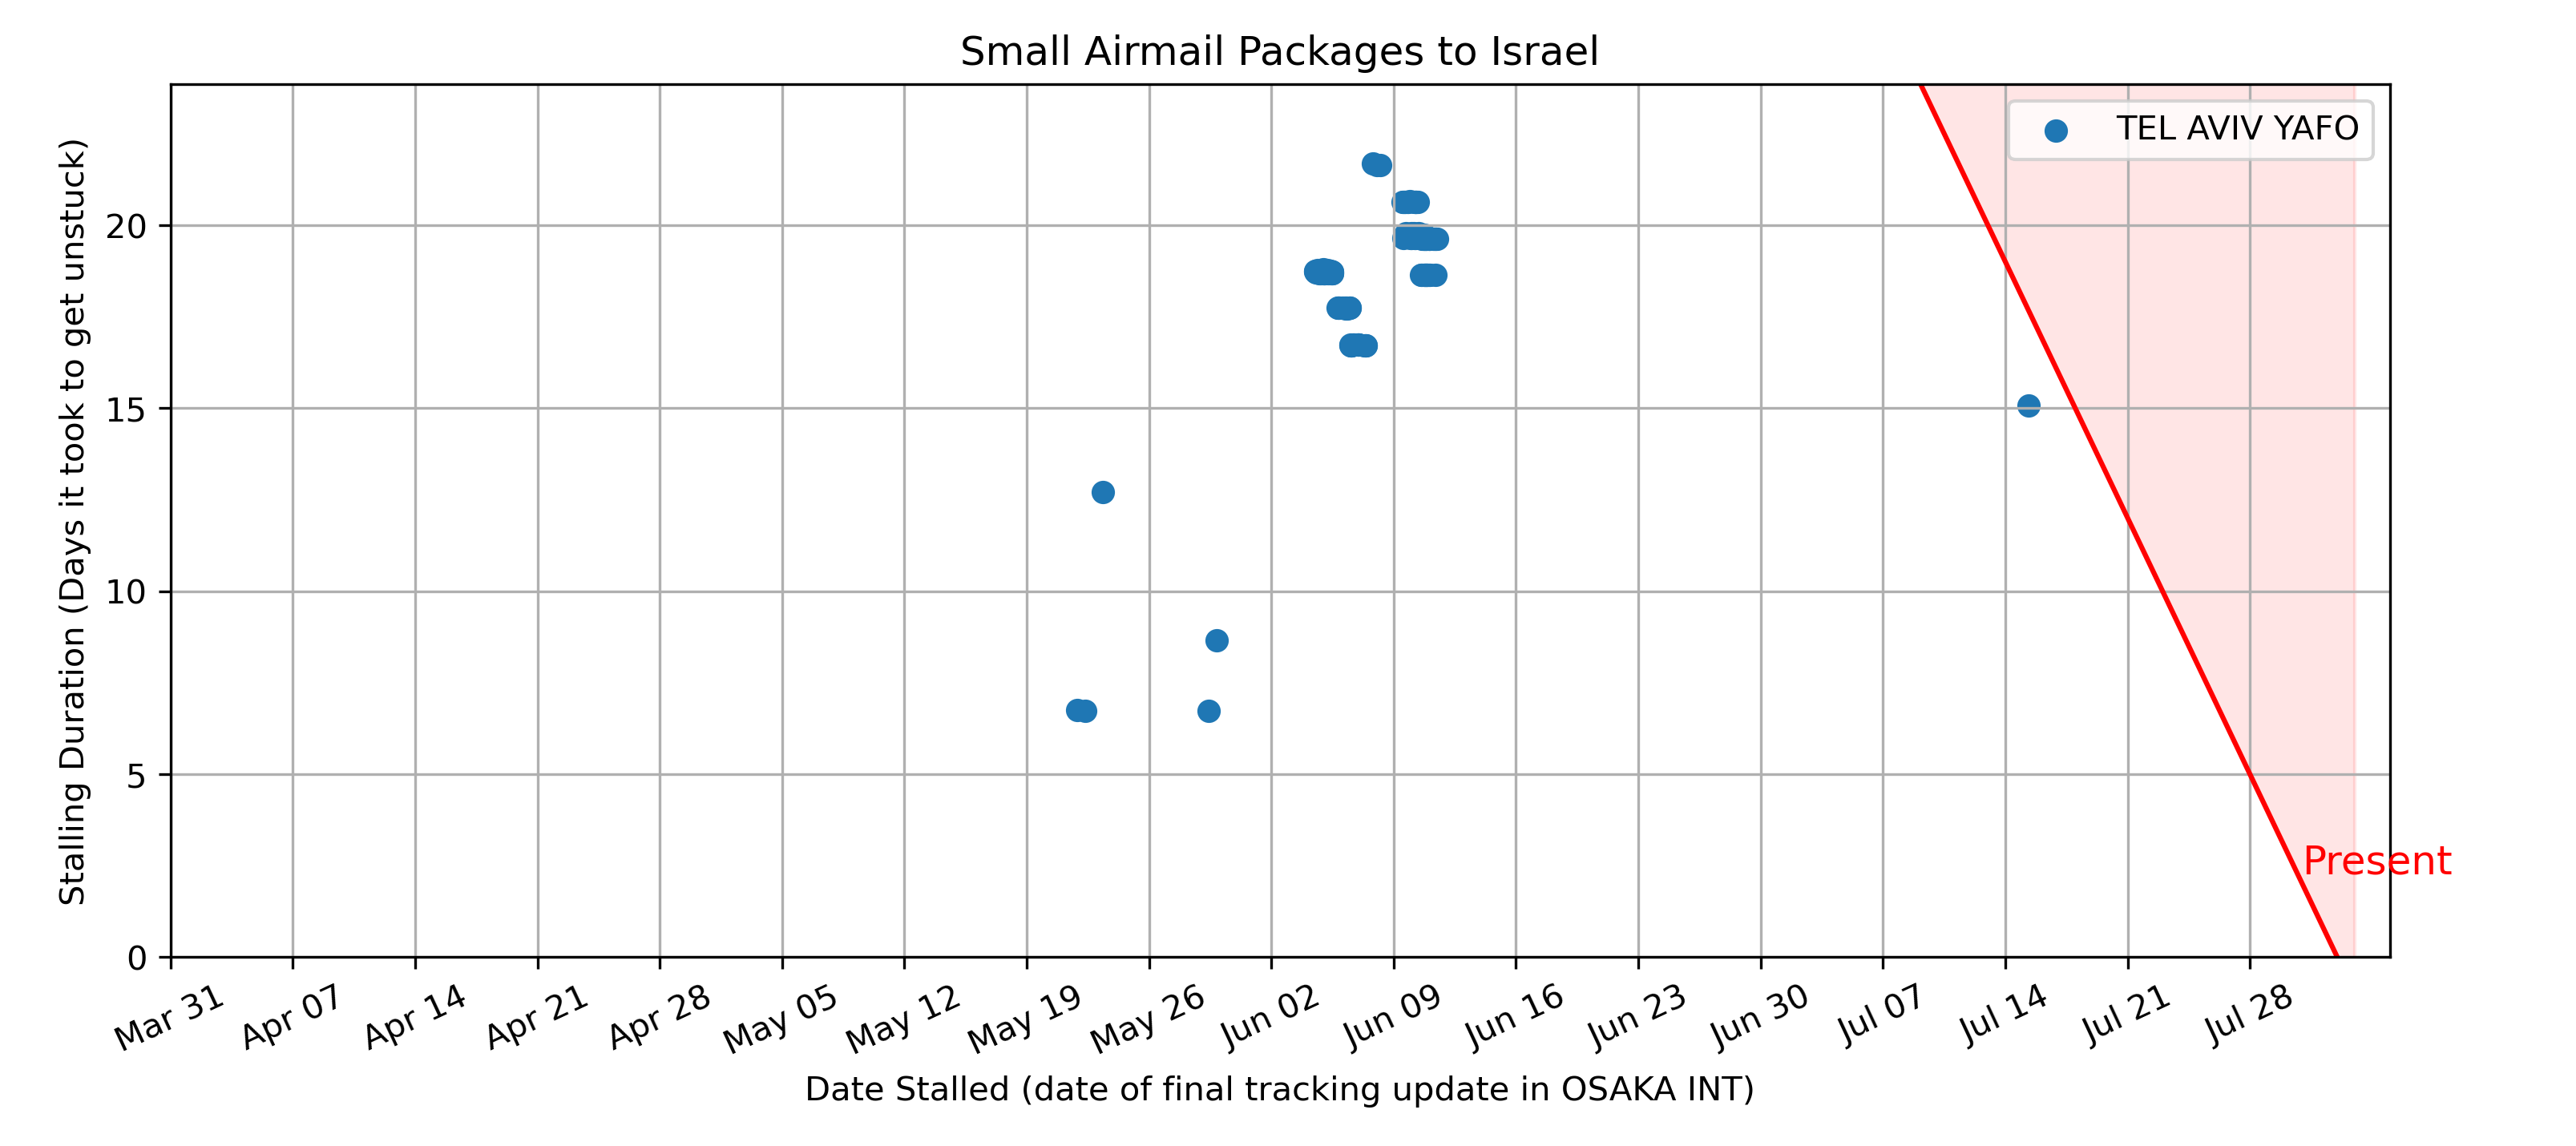 Small Airmail Packages to Israel
TEL AVIV YAFO
Stalling Duration (Days it took to get unstuck)
20
15
10
5
0
Present
Mar 31
Apr 07
Apr 14
Apr 21
Apr 28
May 05
May 12
May 19
May 26
Jun 02
Jun 09
Jun 16
Jun 23
Jun 30
Jul 07
Jul 14
Jul 21
Jul 28
Date Stalled (date of final tracking update in OSAKA INT)